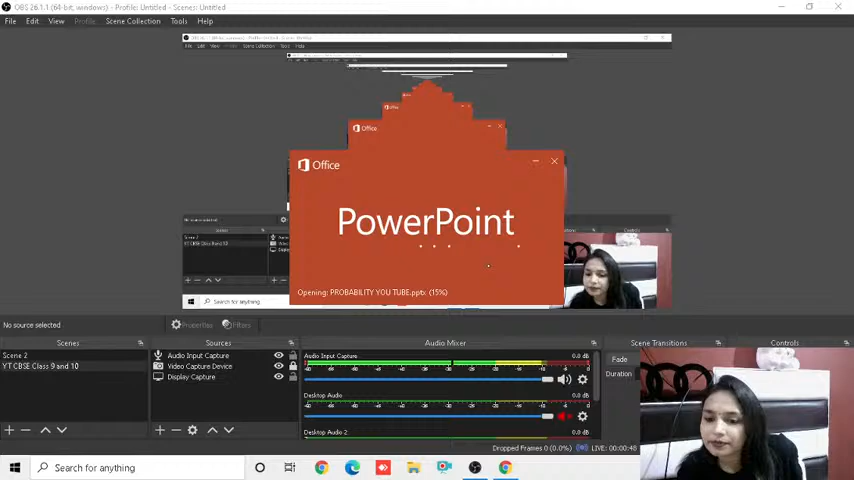 OBS 26.1.1 (64-bit, windows) - Profile: Untitled - Scenes: Untitled
File Edit View Profile Scene Collection Tools Help
Office
Office
Office
PowerPoint
Opening: PROBABILITY YOU TUBE.pptx (15%)
Search for anything
No source selected
Properties
Filters
Scenes
Sources
Audio Mixer
Scene Transitions
Controls
Scene 2
YT CBSE Class 9 and 10
Audio Input Capture
Video Capture Device
Display Capture
Audio Input Capture 0.0 dB
Desktop Audio 0.0 dB
Desktop Audio 2 0.0 dB
Fade
Duration
Dropped Frames 0 (0.0%)
LIVE: 00:00:48
Search for anything